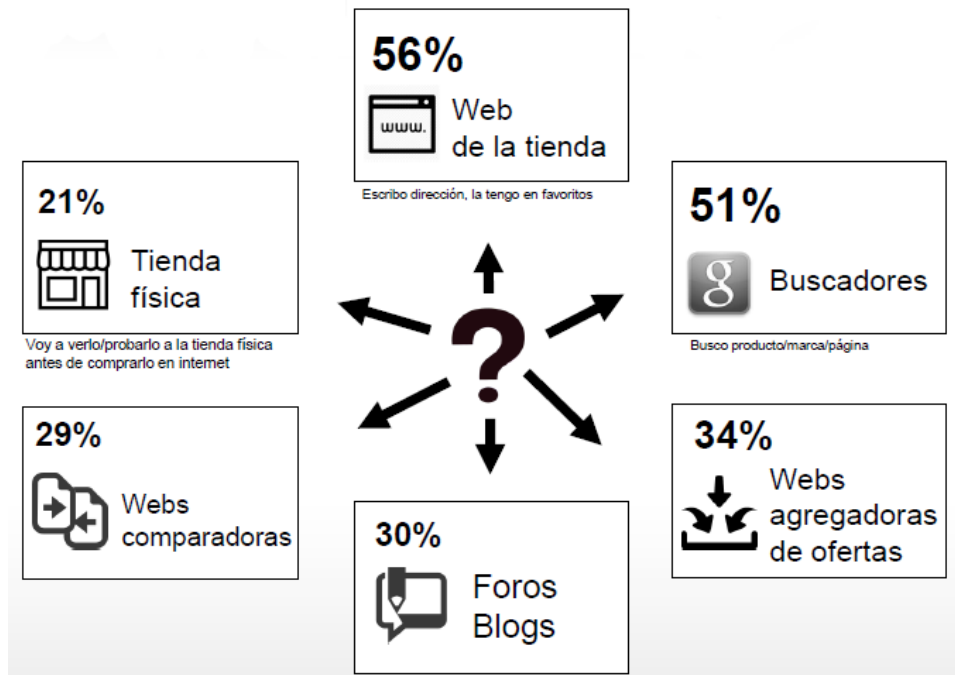 56%
www.
Web
de la tienda
Escribo dirección, la tengo en favoritos
51%
g
Buscadores
Busco producto/marca/página
34%
Webs
agregadoras
de ofertas
30%
Foros
Blogs
29%
Webs
comparadoras
21%
Tienda
física
Voy a verlo/probarlo a la tienda física
antes de comprarlo en internet
?